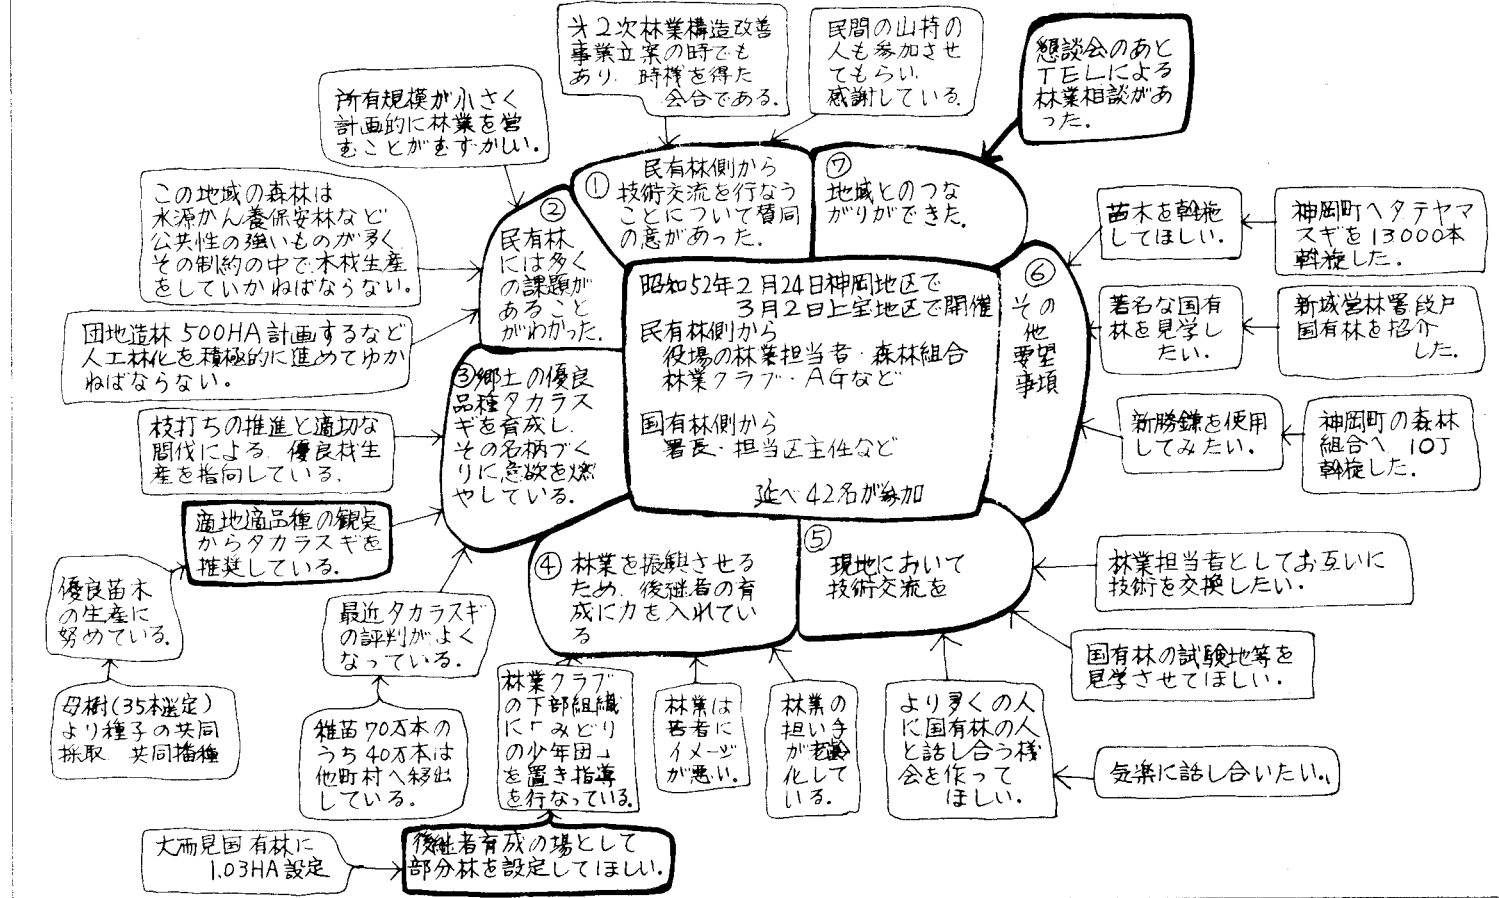 昭和52年2月24日神岡地区で
3月2日上宝地区で開催
民有林側から
役場の林業担当者・森林組合
林業クラブ・AGなど
国有林側から
署長・担当区主任など
延べ42名が参加
①
民有林側から
技術交流を行なう
ことについて賛同
の意があった.
才2次林業構造改善
事業立案の時でも
あり、時機を得た
会合である.
民間の山持の
人も参加させ
てもらい、
感謝している.
②
民有林
には多く
の課題が
あること
がわかった.
所有規模が小さく
計画的に林業を営
むことがむずかしい.
この地域の森林は
水源かん養保安林など
公共性の強いものが多く
その制約の中で、木材生産
をしていかねばならない.
団地造林500HA計画するなど
人工林化を積極的に進めてゆか
ねばならない。
③郷土の優良
品種タカラス
ギを育成し、
その名柄づく
りに意欲を燃
やしている.
枝打ちの推進と適切な
間伐による、優良材生
産を指向している.
適地適品種の観点
からタカラスギを
推奨している.
優良苗木
の生産に
努めている.
母樹(35本選定)
より種子の共同
採取 共同播種
最近タカラスギ
の評判がよく
なっている.
稚苗70万本の
うち40万本は
他町村へ移出
している.
④ 林業を振興させる
ため、後継者の育
成に力を入れてい
る
林業クラブ
の下部組織
に「みどり
の少年団」
を置き指導
を行なっている.
後継者育成の場として
部分林を設定してほしい.
大雨見国有林に
1.03HA設定
林業は
若者に
イメージ
が悪い.
林業の
担い手
が老齢
化して
いる.
⑤
現地において
技術交流を
林業担当者としてお互いに
技術を交換したい.
国有林の試験地等を
見学させてほしい.
より多くの人
に国有林の人
と話し合う機
会を作って
ほしい.
気楽に話し合いたい.
⑥
その他要望事項
苗木を斡旋
してほしい.
神岡町へタテヤマ
スギを13000本
斡旋した.
著名な国有
林を見学し
たい.
新城営林署段戸
国有林を招介
した.
新勝鎌を使用
してみたい.
神岡町の森林
組合へ 10丁
斡旋した.
⑦
地域とのつな
がりができた.
懇談会のあと
TELによる
林業相談があ
った.